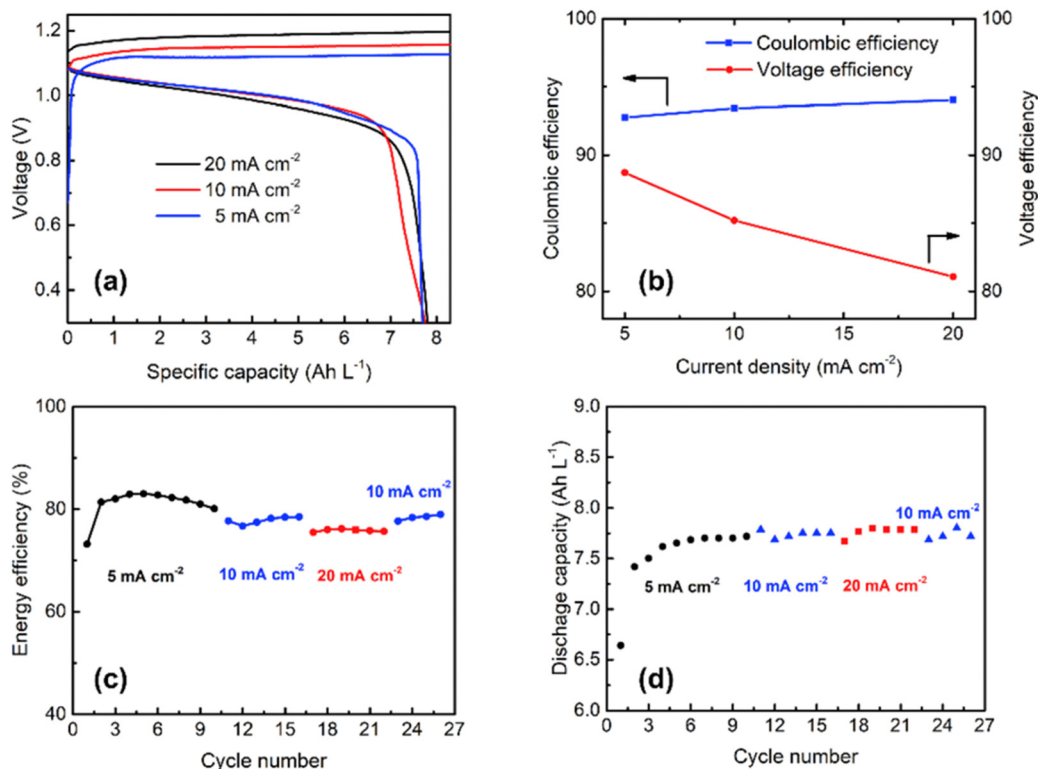 1.2
1.0
0.8
0.6
0.4
Voltage (V)
20 mA cm⁻²
10 mA cm⁻²
5 mA cm⁻²
(a)
0 1 2 3 4 5 6 7 8
Specific capacity (Ah L⁻¹)
100
95
90
85
80
Coulombic efficiency
Coulombic efficiency
Voltage efficiency
100
90
80
Voltage efficiency
(b)
5 10 15 20
Current density (mA cm⁻²)
100
80
60
40
Energy efficiency (%)
10 mA cm⁻²
5 mA cm⁻²
10 mA cm⁻²
20 mA cm⁻²
(c)
0 3 6 9 12 15 18 21 24 27
Cycle number
9.0
8.5
8.0
7.5
7.0
6.5
6.0
Dischage capacity (Ah L⁻¹)
10 mA cm⁻²
5 mA cm⁻²
10 mA cm⁻²
20 mA cm⁻²
(d)
0 3 6 9 12 15 18 21 24 27
Cycle number